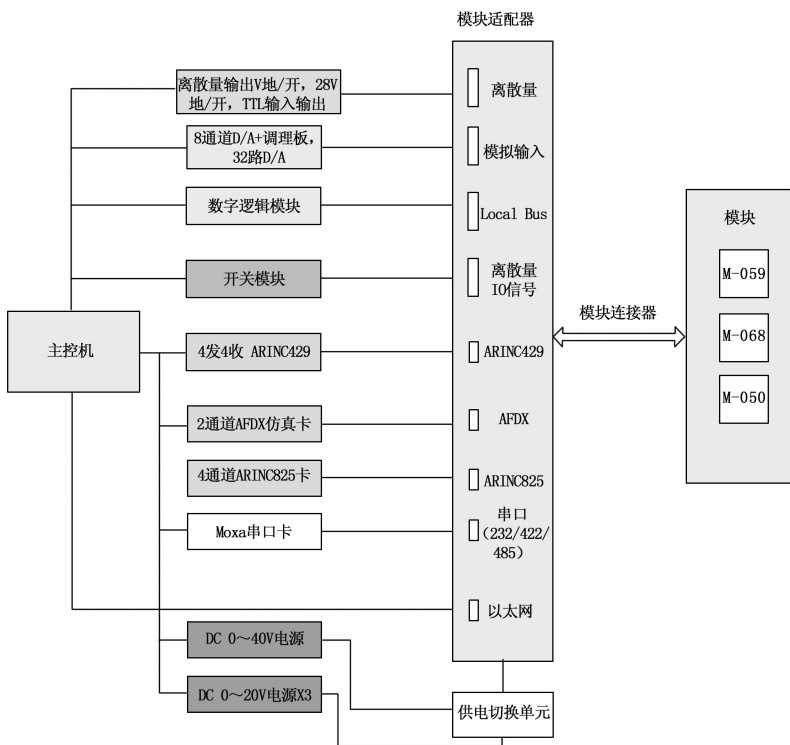 模块适配器
离散量输出V地/开，28V
地/开，TTL输入输出
离散量
8通道D/A+调理板，
32路D/A
模拟输入
数字逻辑模块
Local Bus
模块
开关模块
离散量
IO信号
M-059
模块连接器
主控机
4发4收 ARINC429
ARINC429
M-068
M-050
2通道AFDX仿真卡
AFDX
4通道ARINC825卡
ARINC825
Moxa串口卡
串口
（232/422/
485）
以太网
DC 0～40V电源
DC 0～20V电源X3
供电切换单元